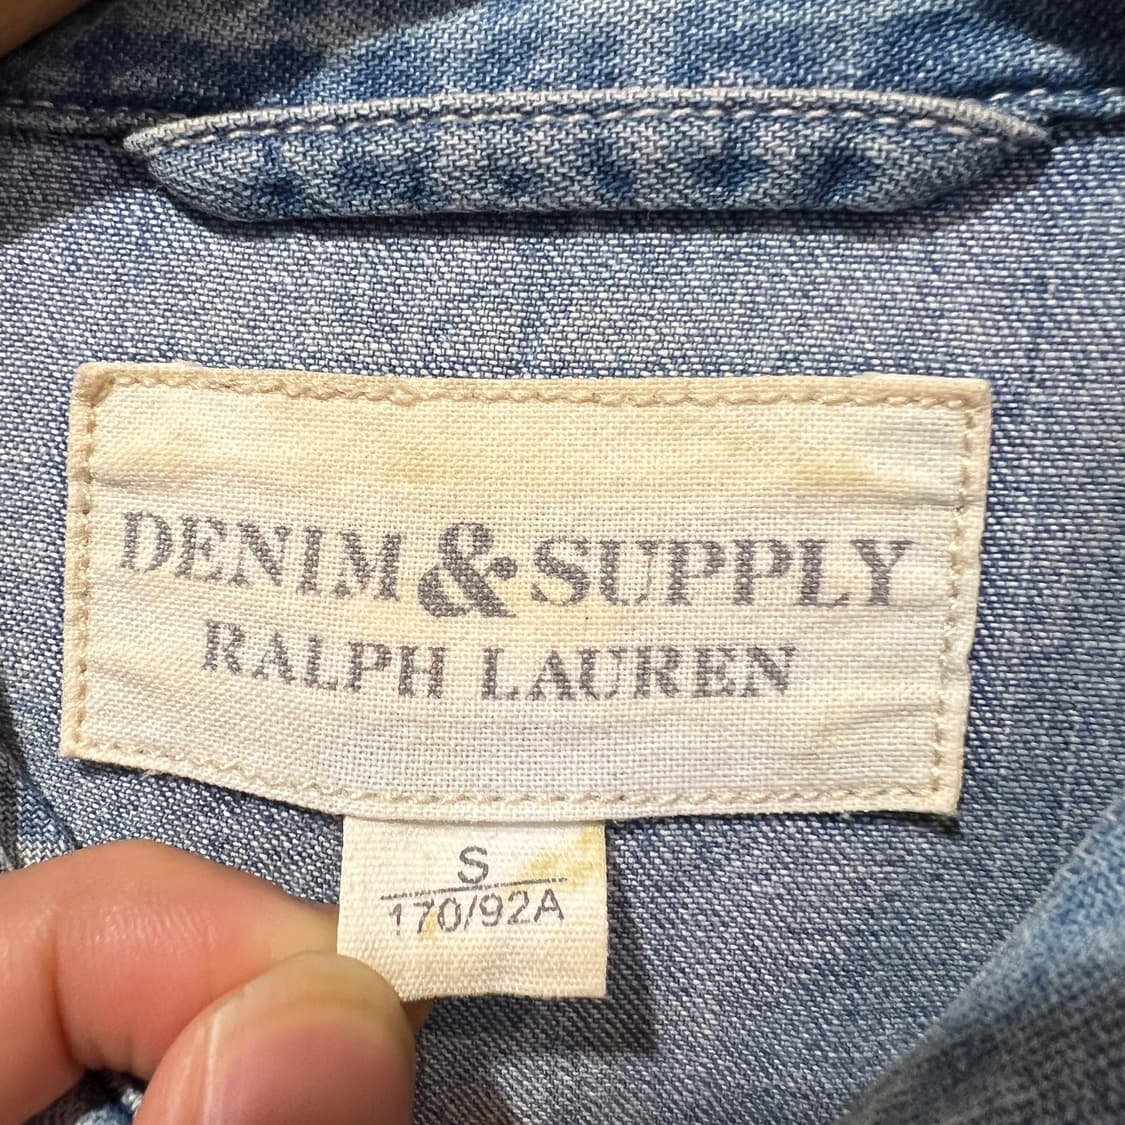 DENIM & SUPPLY
RALPH LAUREN
S
170/92A